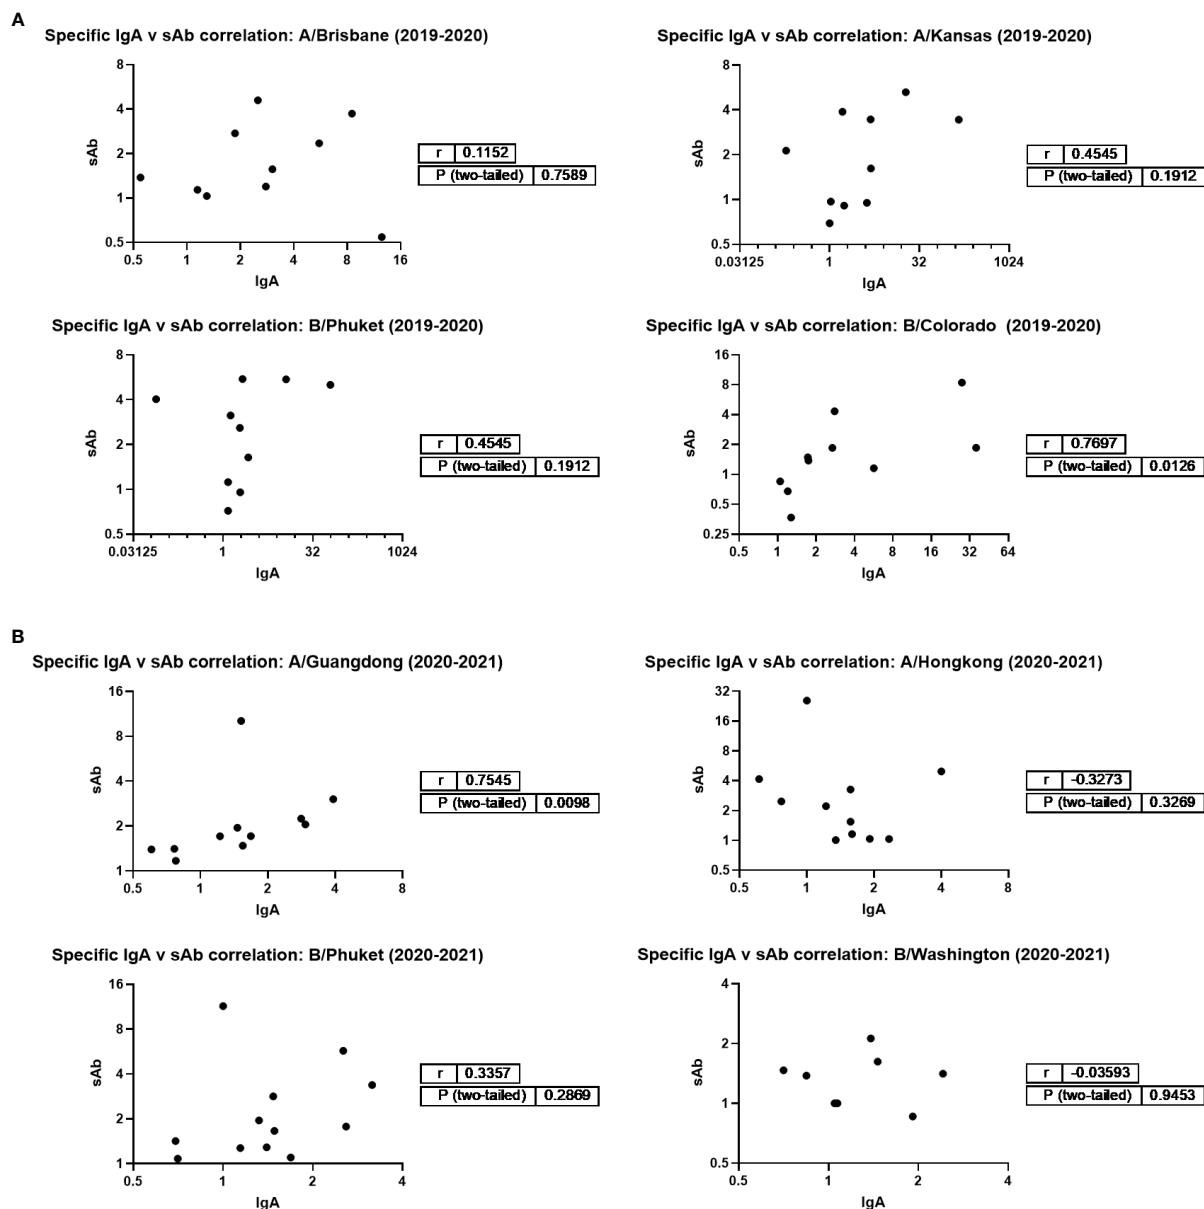 A
Specific IgA v sAb correlation: A/Brisbane (2019-2020)
8
4
2
1
0.5
sAb
0.5 1 2 4 8 16
IgA
r 0.1152
P (two-tailed) 0.7589
Specific IgA v sAb correlation: A/Kansas (2019-2020)
8
4
2
1
0.5
sAb
0.03125 1 32 1024
IgA
r 0.4545
P (two-tailed) 0.1912
Specific IgA v sAb correlation: B/Phuket (2019-2020)
8
4
2
1
0.5
sAb
0.03125 1 32 1024
IgA
r 0.4545
P (two-tailed) 0.1912
Specific IgA v sAb correlation: B/Colorado (2019-2020)
16
8
4
2
1
0.5
0.25
sAb
0.5 1 2 4 8 16 32 64
IgA
r 0.7697
P (two-tailed) 0.0126
B
Specific IgA v sAb correlation: A/Guangdong (2020-2021)
16
8
4
2
1
sAb
0.5 1 2 4 8
IgA
r 0.7545
P (two-tailed) 0.0098
Specific IgA v sAb correlation: A/Hongkong (2020-2021)
32
16
8
4
2
1
0.5
sAb
0.5 1 2 4 8
IgA
r -0.3273
P (two-tailed) 0.3269
Specific IgA v sAb correlation: B/Phuket (2020-2021)
16
8
4
2
1
sAb
0.5 1 2 4
IgA
r 0.3357
P (two-tailed) 0.2869
Specific IgA v sAb correlation: B/Washington (2020-2021)
4
2
1
0.5
sAb
0.5 1 2 4
IgA
r -0.03593
P (two-tailed) 0.9453